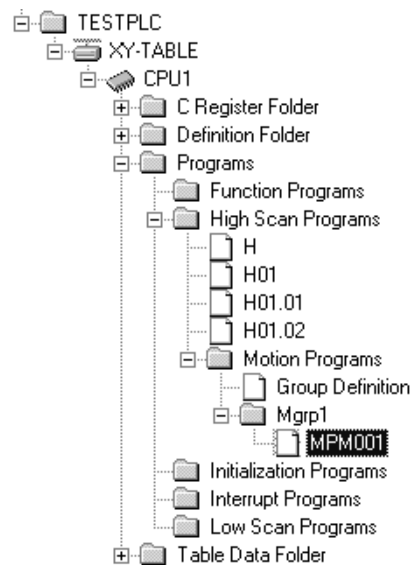 TESTPLC
XY-TABLE
CPU1
C Register Folder
Definition Folder
Programs
Function Programs
High Scan Programs
H
H01
H01.01
H01.02
Motion Programs
Group Definition
Mgrp1
MPM001
Initialization Programs
Interrupt Programs
Low Scan Programs
Table Data Folder